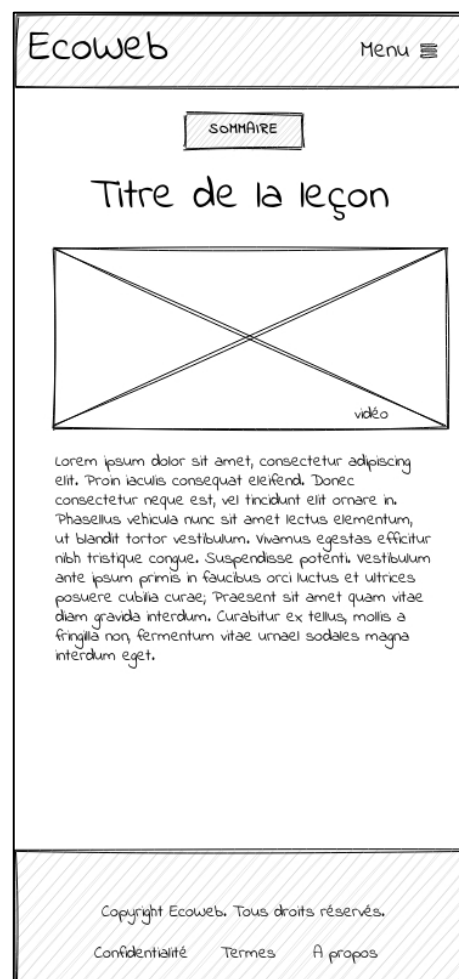 Ecoweb
Menu
SOMMAIRE
Titre de la leçon
vidéo
Lorem ipsum dolor sit amet, consectetur adipiscing
elit. Proin iaculis consequat eleifend. Donec
consectetur neque est, vel tincidunt elit ornare in.
Phasellus vehicula nunc sit amet lectus elementum,
ut blandit tortor vestibulum. Vivamus egestas efficitur
nibh tristique congue. Suspendisse potenti. Vestibulum
ante ipsum primis in faucibus orci luctus et ultrices
posuere cubilia curae; Praesent sit amet quam vitae
diam gravida interdum. Curabitur ex tellus, mollis a
fringilla non, fermentum vitae urnael sodales magna
interdum eget.
Copyright Ecoweb. Tous droits réservés.
Confidentialité Termes A propos